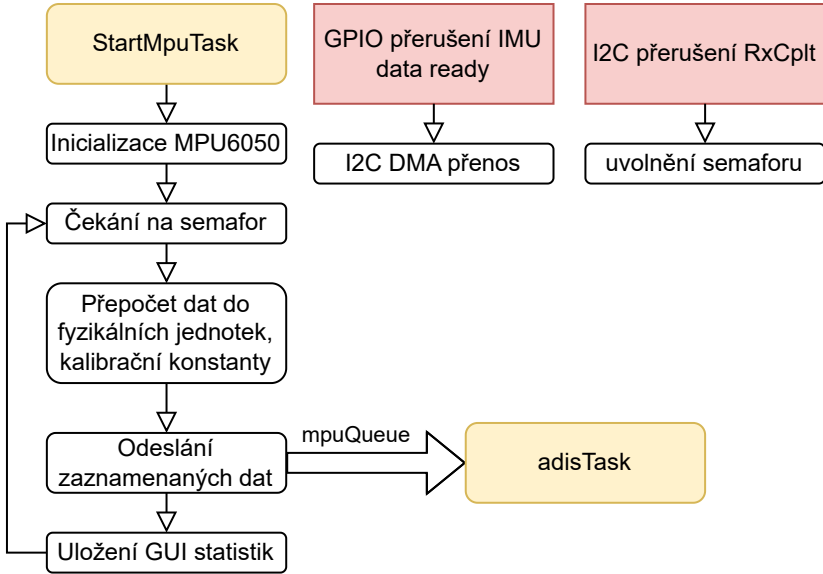 StartMpuTask
GPIO přerušení IMU
data ready
I2C přerušení RxCplt
Inicializace MPU6050
I2C DMA přenos
uvolnění semaforu
Čekání na semafor
Přepočet dat do
fyzikálních jednotek,
kalibrační konstanty
Odeslání
zaznamenaných dat
mpuQueue
adisTask
Uložení GUI statistik